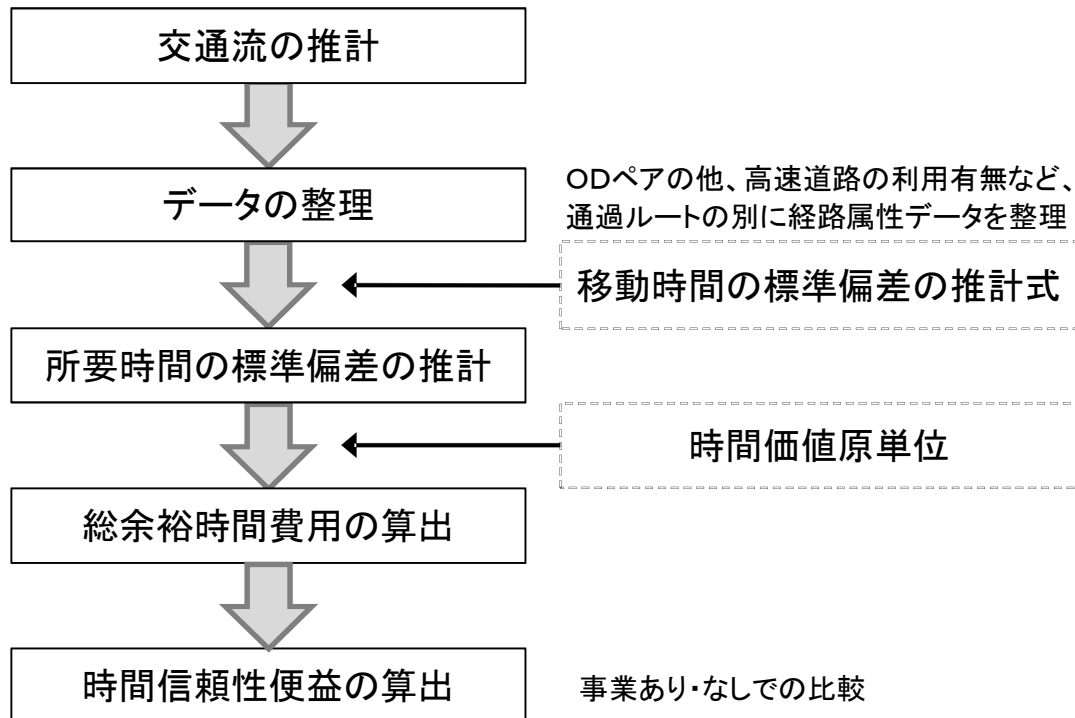 交通流の推計
データの整理
ODペアの他、高速道路の利用有無など、
通過ルートの別に経路属性データを整理
移動時間の標準偏差の推計式
所要時間の標準偏差の推計
時間価値原単位
総余裕時間費用の算出
時間信頼性便益の算出
事業あり・なしでの比較